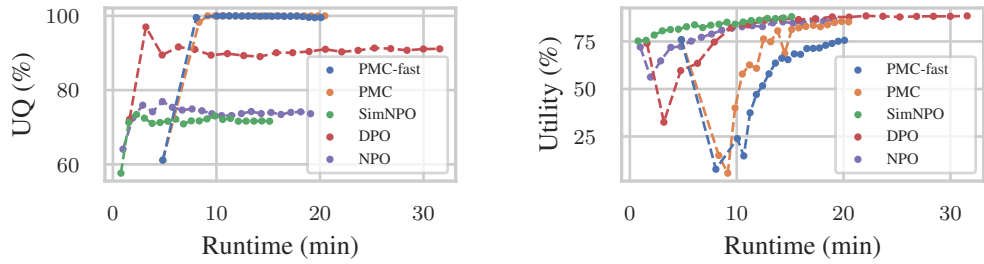 UQ (%)
100
80
60
0 10 20 30
Runtime (min)
PMC-fast
PMC
SimNPO
DPO
NPO
Utility (%)
75
25
0 10 20 30
Runtime (min)
PMC-fast
PMC
SimNPO
DPO
NPO